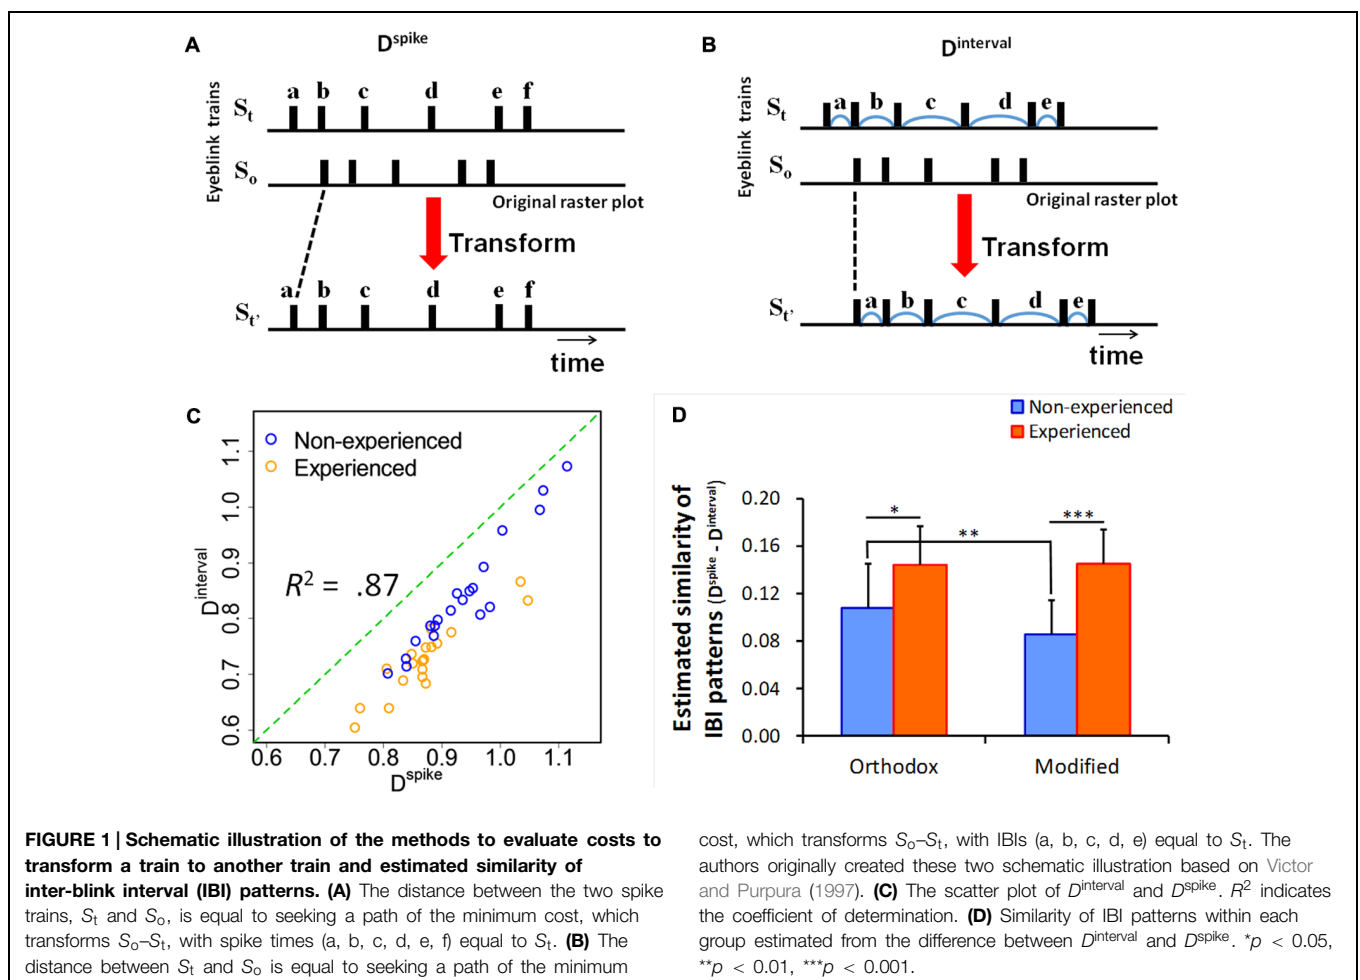 A
D^spike
Eyeblink trains
S_t
a b c d e f
S_o
Original raster plot
Transform
S_t'
a b c d e f
time
B
D^interval
Eyeblink trains
S_t
a b c d e
S_o
Original raster plot
Transform
S_t'
a b c d e
time
C
Non-experienced
Experienced
R² = .87
D^interval
1.1
1.0
0.9
0.8
0.7
0.6
0.6 0.7 0.8 0.9 1.0 1.1
D^spike
D
Non-experienced
Experienced
Estimated similarity of
IBI patterns (D^spike - D^interval)
0.20
0.16
0.12
0.08
0.04
0.00
*
**
***
Orthodox Modified
FIGURE 1 | Schematic illustration of the methods to evaluate costs to
transform a train to another train and estimated similarity of
inter-blink interval (IBI) patterns. (A) The distance between the two spike
trains, S_t and S_o, is equal to seeking a path of the minimum cost, which
transforms S_o–S_t, with spike times (a, b, c, d, e, f) equal to S_t. (B) The
distance between S_t and S_o is equal to seeking a path of the minimum
cost, which transforms S_o–S_t, with IBIs (a, b, c, d, e) equal to S_t. The
authors originally created these two schematic illustration based on Victor
and Purpura (1997). (C) The scatter plot of D^interval and D^spike. R² indicates
the coefficient of determination. (D) Similarity of IBI patterns within each
group estimated from the difference between D^interval and D^spike. *p < 0.05,
**p < 0.01, ***p < 0.001.